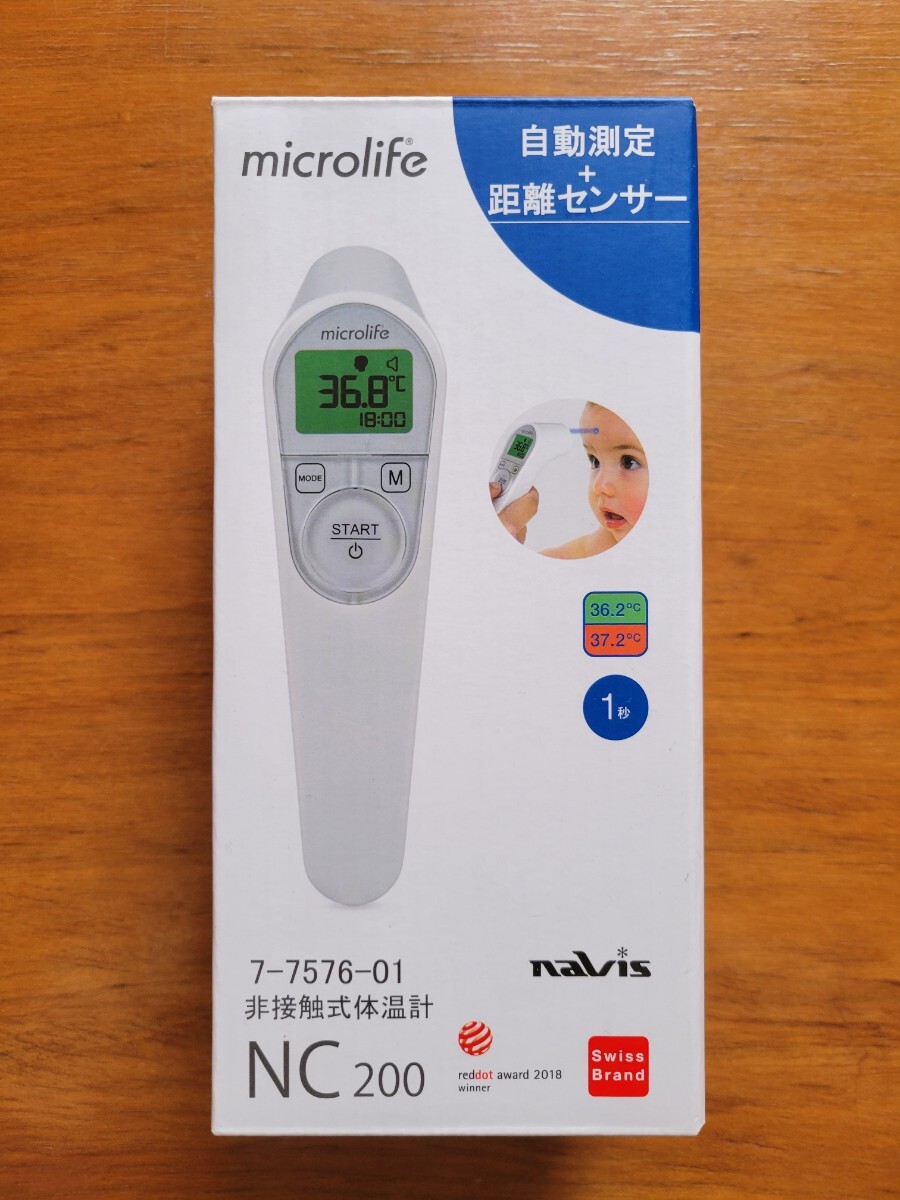 microlife®
自動測定
+
距離センサー
microlife
36.8℃
18:00
MODE
M
START
36.2℃
37.2℃
1秒
7-7576-01
非接触式体温計
NC 200
navis
reddot award 2018
winner
Swiss
Brand